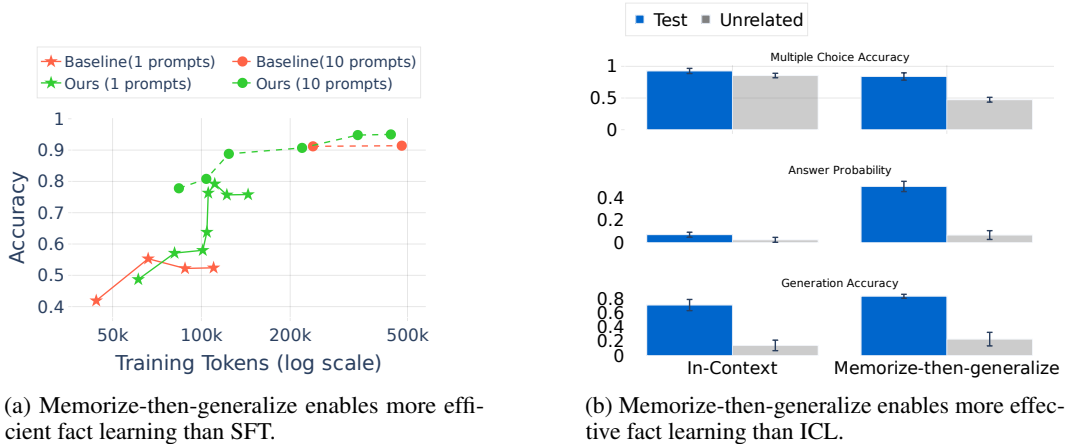 Baseline(1 prompts) Baseline(10 prompts)
Ours (1 prompts) Ours (10 prompts)
1
0.9
0.8
0.7
0.6
0.5
0.4
Accuracy
50k 100k 200k 500k
Training Tokens (log scale)
(a) Memorize-then-generalize enables more effi-
cient fact learning than SFT.
Test Unrelated
Multiple Choice Accuracy
1
0.5
0
Answer Probability
0.4
0.2
0
Generation Accuracy
0.8
0.6
0.4
0.2
0
In-Context Memorize-then-generalize
(b) Memorize-then-generalize enables more effec-
tive fact learning than ICL.